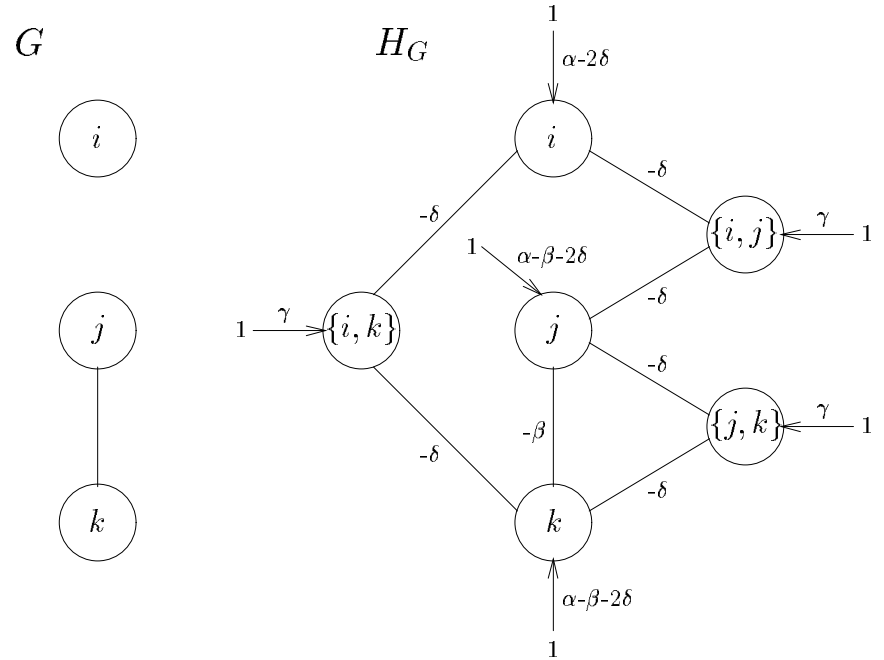 G
H_G
1
α-2δ
i
i
-δ
-δ
{i, j}
γ
1
1
α-β-2δ
-δ
j
1
γ
{i, k}
j
-δ
-δ
-β
{j, k}
γ
1
-δ
k
k
α-β-2δ
1